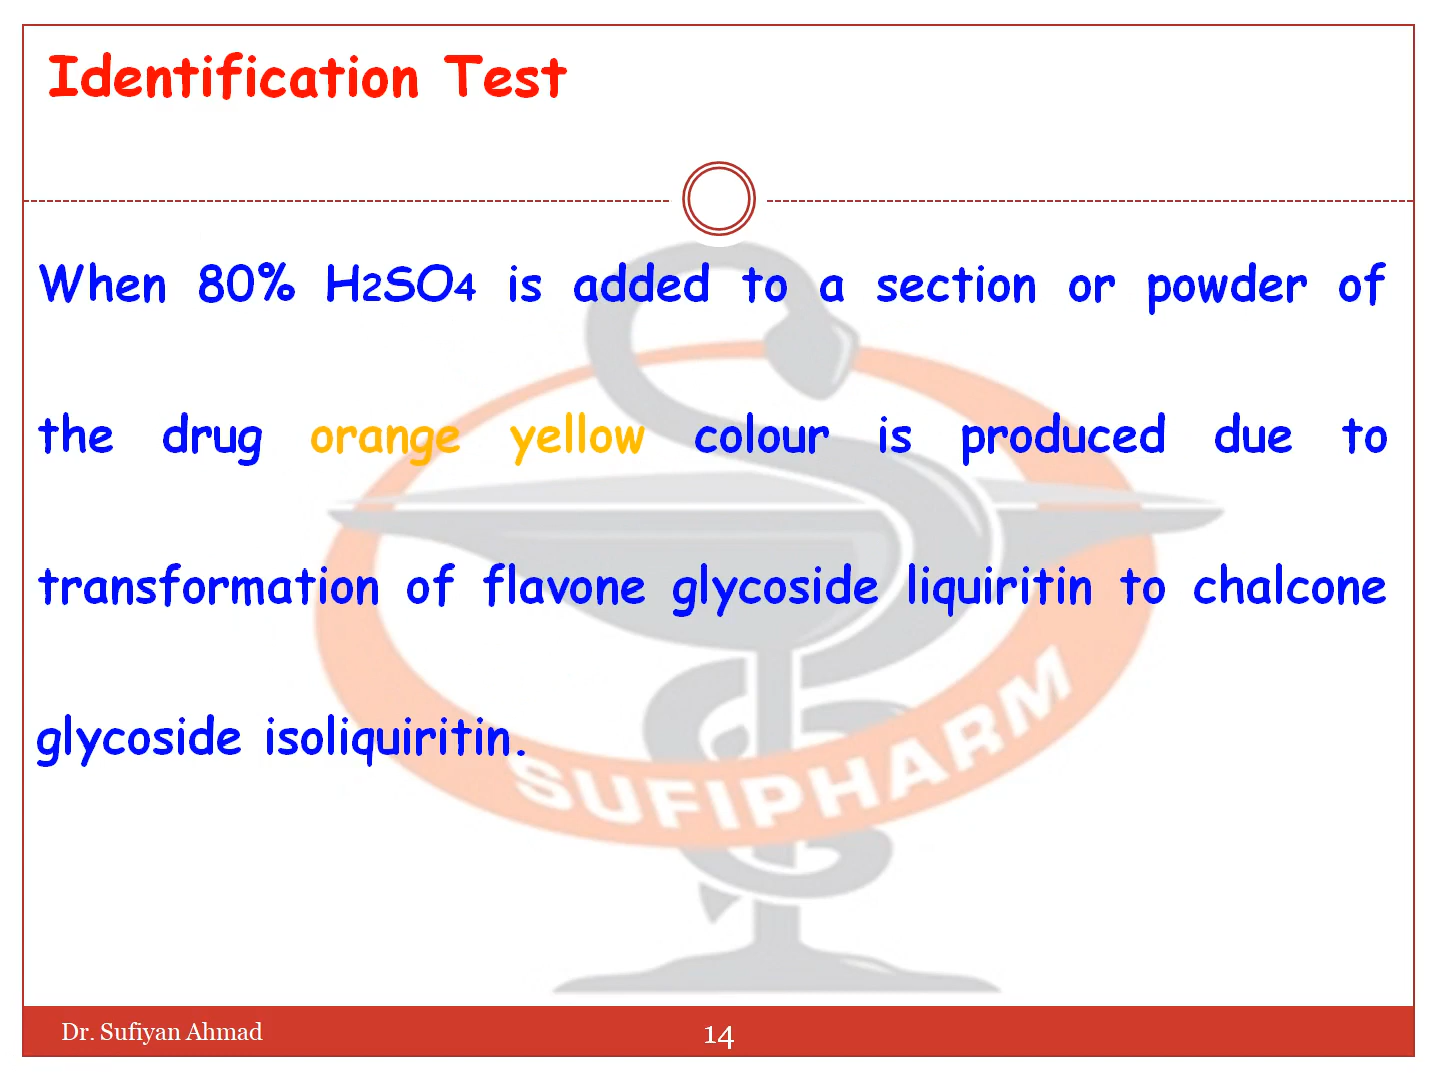 Identification Test
When 80% H2SO4 is added to a section or powder of
the drug orange yellow colour is produced due to
transformation of flavone glycoside liquiritin to chalcone
glycoside isoliquiritin.
SUFIPHARM
Dr. Sufiyan Ahmad
14